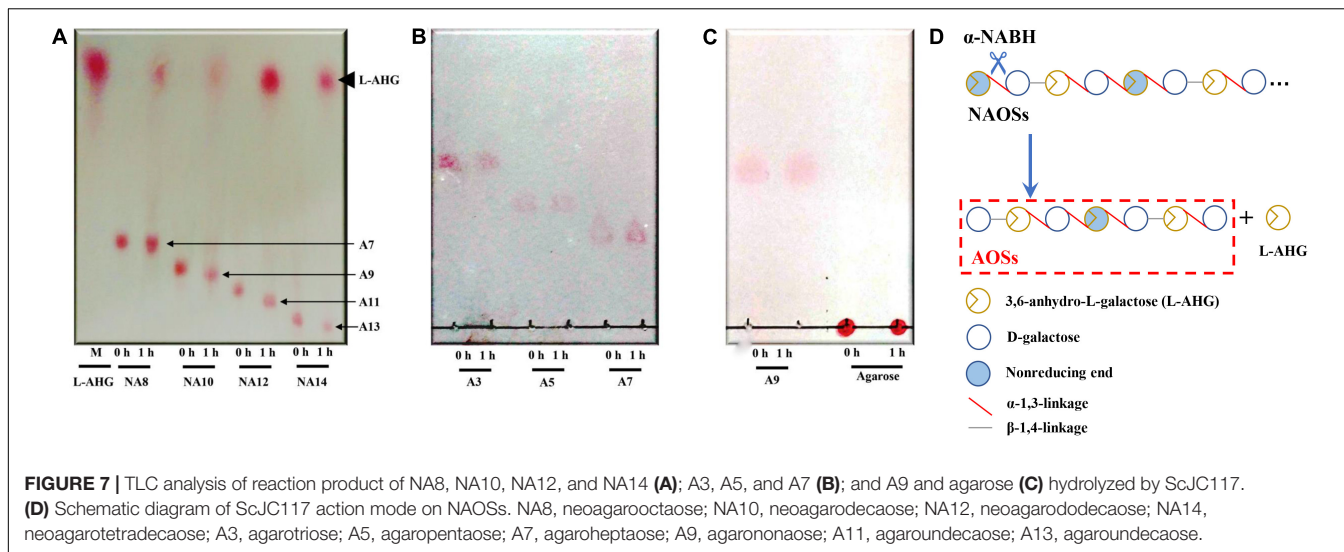 A
L-AHG
A7
A9
A11
A13
M 0 h 1 h 0 h 1 h 0 h 1 h 0 h 1 h
L-AHG NA8 NA10 NA12 NA14
B
0 h 1 h 0 h 1 h 0 h 1 h
A3 A5 A7
C
0 h 1 h 0 h 1 h
A9 Agarose
D
α-NABH
...
NAOSs
+
AOSs
L-AHG
3,6-anhydro-L-galactose (L-AHG)
D-galactose
Nonreducing end
α-1,3-linkage
β-1,4-linkage
FIGURE 7 | TLC analysis of reaction product of NA8, NA10, NA12, and NA14 (A); A3, A5, and A7 (B); and A9 and agarose (C) hydrolyzed by ScJC117.
(D) Schematic diagram of ScJC117 action mode on NAOSs. NA8, neoagarooctaose; NA10, neoagarodecaose; NA12, neoagarododecaose; NA14,
neoagarotetradecaose; A3, agarotriose; A5, agaropentaose; A7, agaroheptaose; A9, agarononaose; A11, agaroundecaose; A13, agaroundecaose.